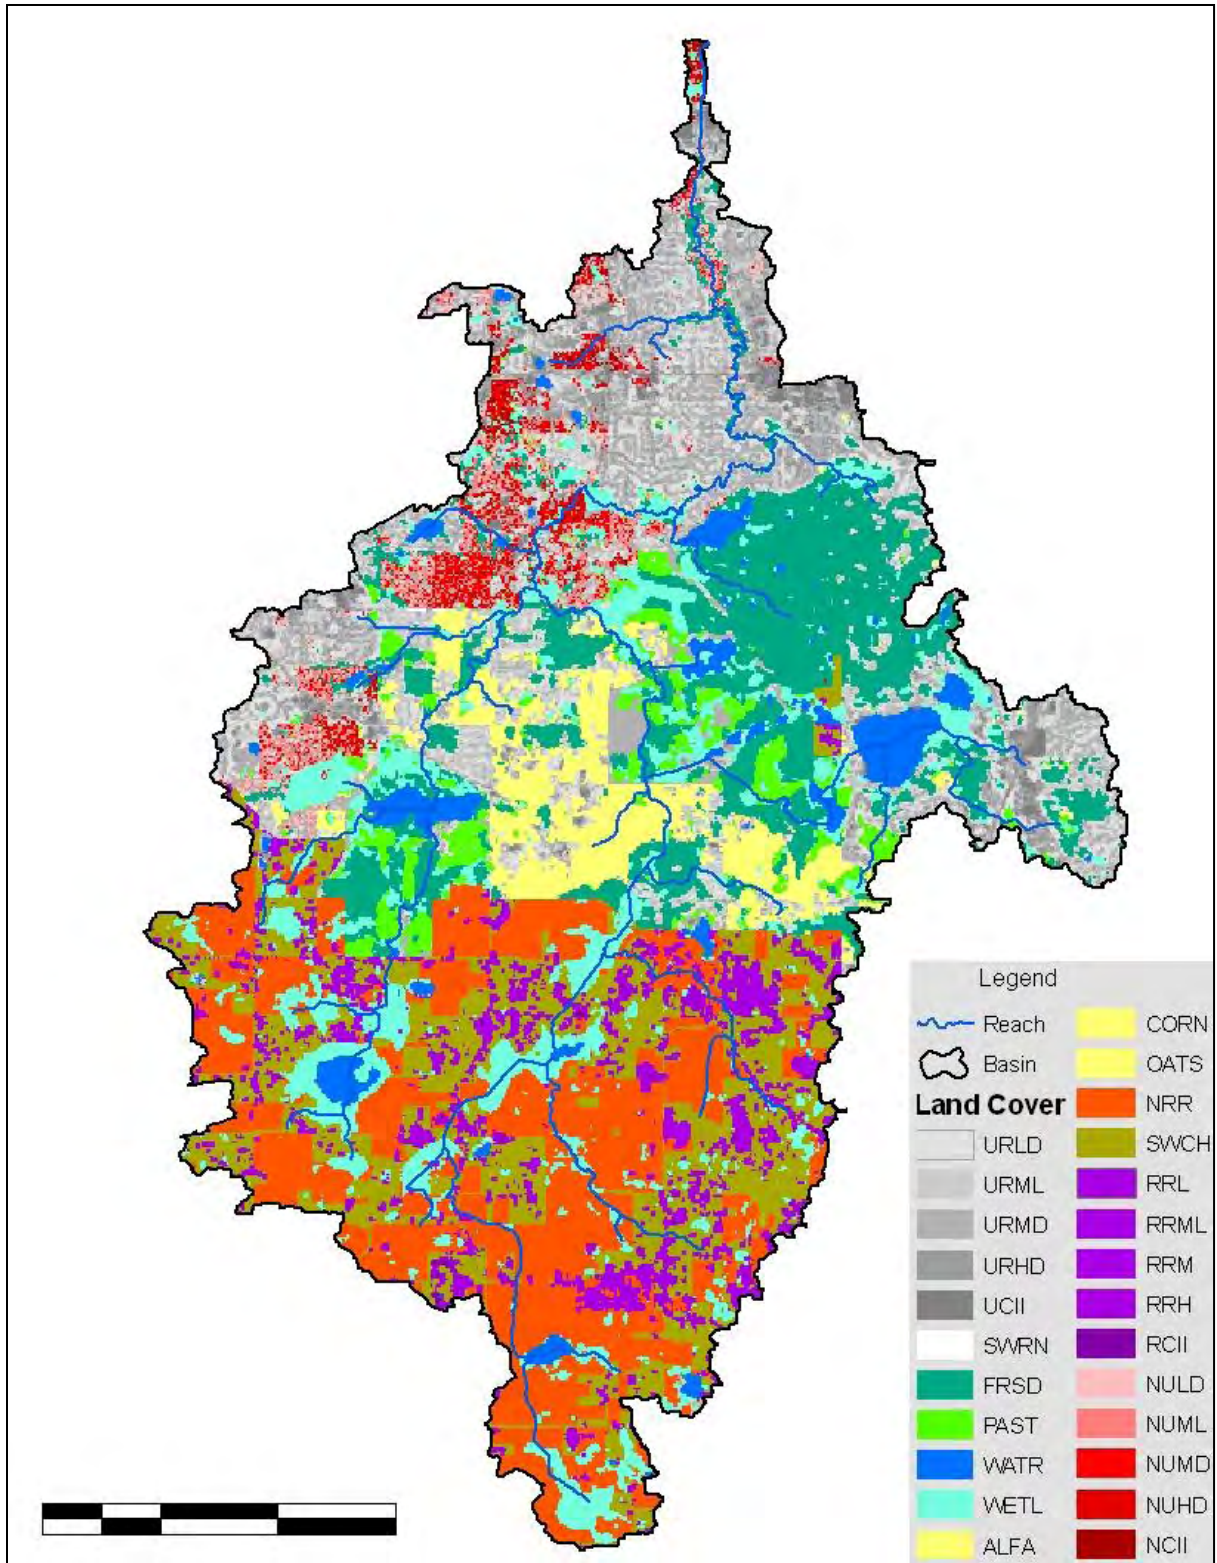 Legend
Reach
Basin
Land Cover
URLD
URML
URMD
URHD
UCII
SWRN
FRSD
PAST
WATR
WETL
ALFA
CORN
OATS
NRR
SWCH
RRL
RRML
RRM
RRH
RCII
NULD
NUML
NUMD
NUHD
NCII